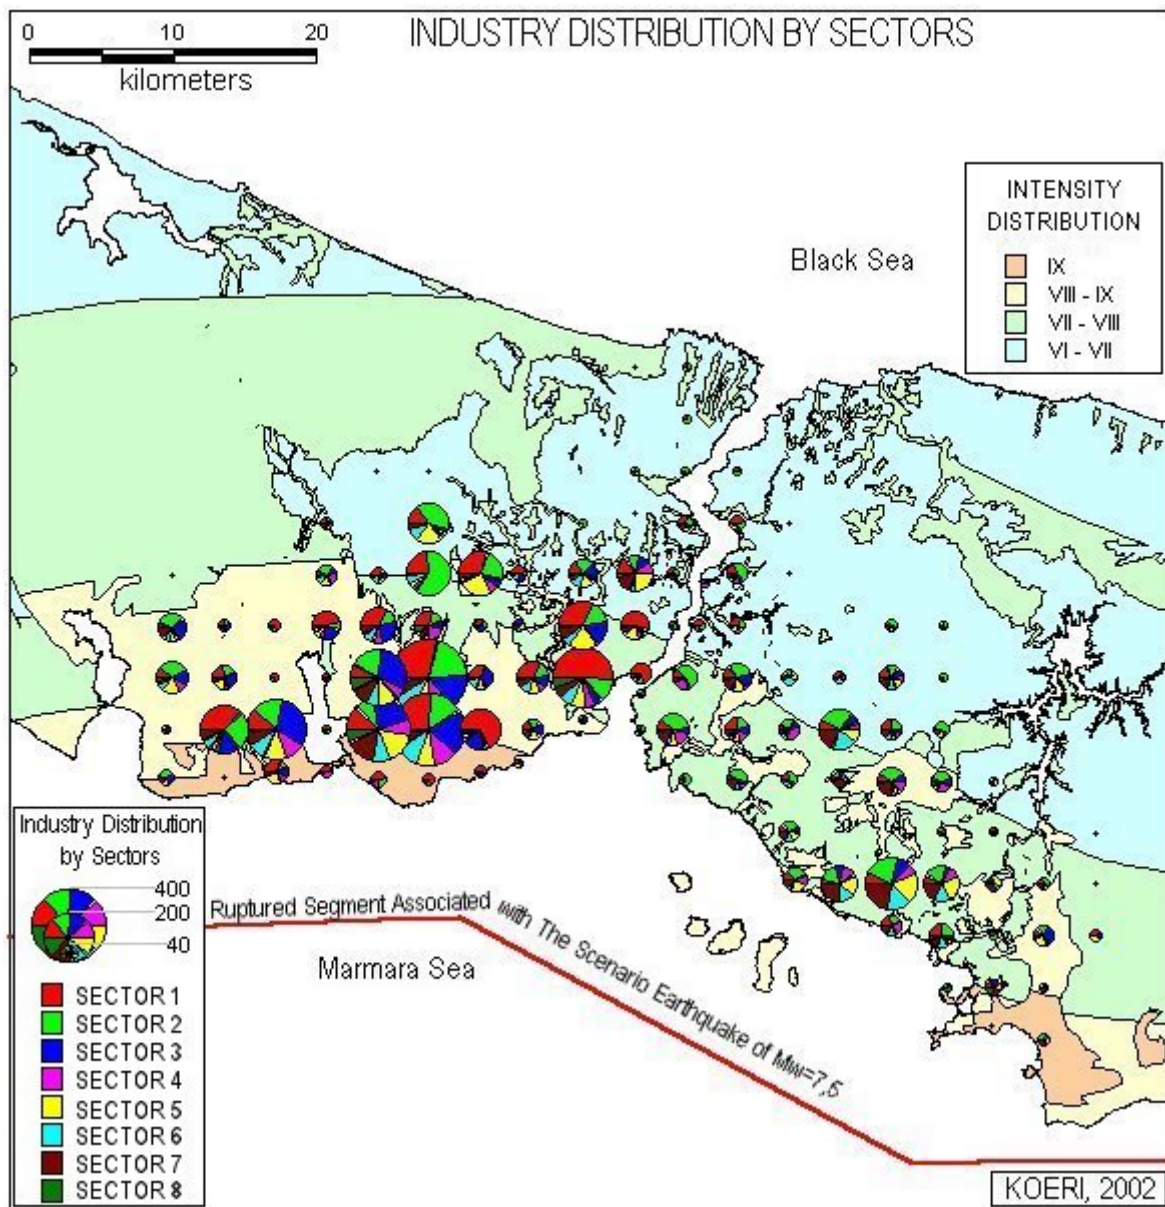 INDUSTRY DISTRIBUTION BY SECTORS
0 10 20
kilometers
INTENSITY
DISTRIBUTION
IX
VIII - IX
VII - VIII
VI - VII
Black Sea
Industry Distribution
by Sectors
400
200
40
SECTOR 1
SECTOR 2
SECTOR 3
SECTOR 4
SECTOR 5
SECTOR 6
SECTOR 7
SECTOR 8
Ruptured Segment Associated with The Scenario Earthquake of Mw=7,5
Marmara Sea
KOERI, 2002